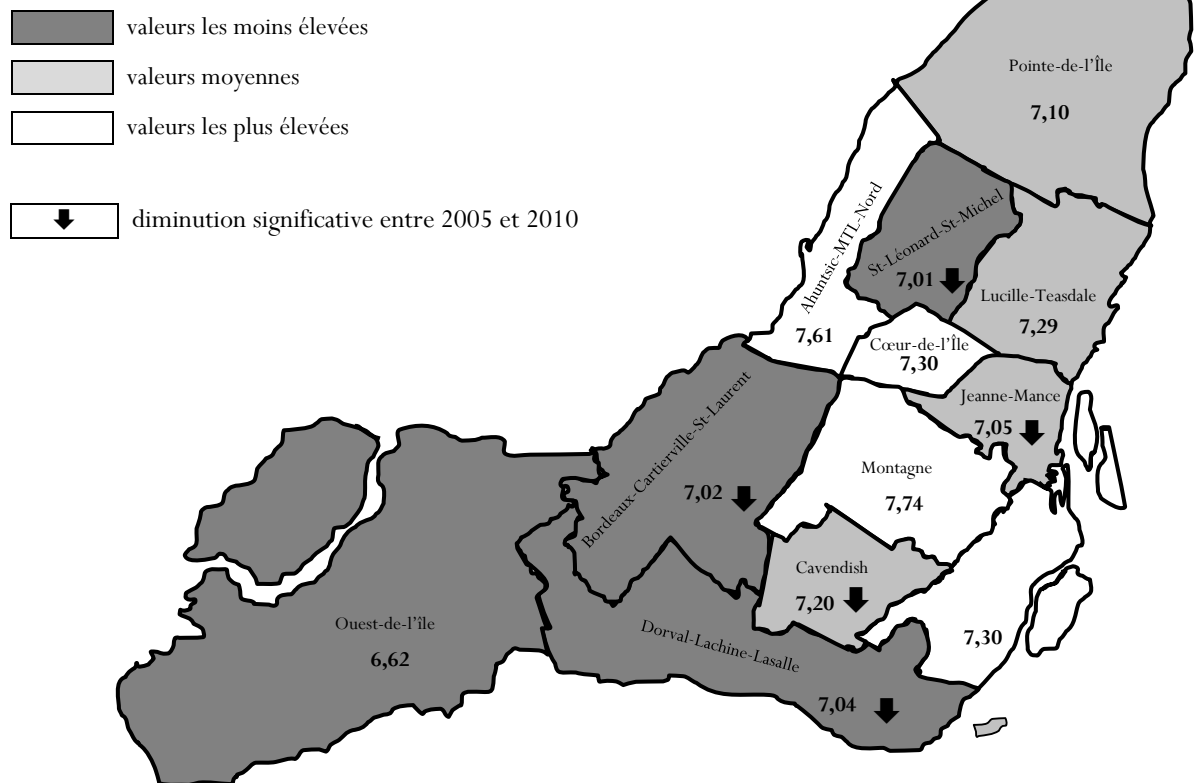 valeurs les moins élevées
valeurs moyennes
valeurs les plus élevées
diminution significative entre 2005 et 2010
Pointe-de-l'Île
7,10
Ahuntsic-MTL-Nord
7,61
St-Léonard-St-Michel
7,01
Lucille-Teasdale
7,29
Cœur-de-l'Île
7,30
Jeanne-Mance
7,05
Bordeaux-Cartierville-St-Laurent
7,02
Montagne
7,74
Cavendish
7,20
Ouest-de-l'île
6,62
Dorval-Lachine-Lasalle
7,04
7,30